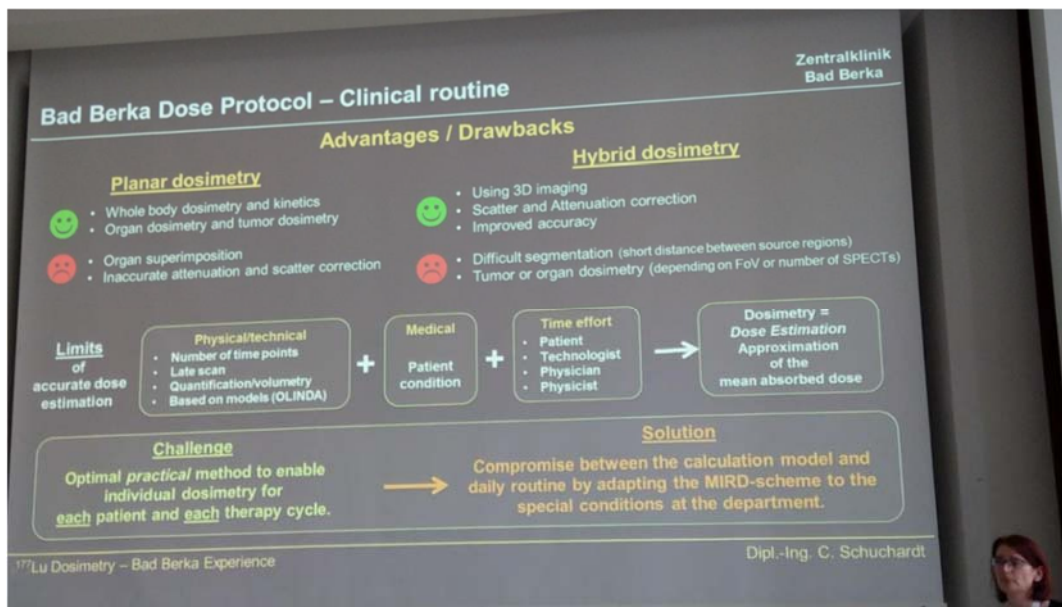 Zentralklinik
Bad Berka
Bad Berka Dose Protocol – Clinical routine
Advantages / Drawbacks
Planar dosimetry
• Whole body dosimetry and kinetics
• Organ dosimetry and tumor dosimetry
• Organ superimposition
• Inaccurate attenuation and scatter correction
Hybrid dosimetry
• Using 3D imaging
• Scatter and Attenuation correction
• Improved accuracy
• Difficult segmentation (short distance between source regions)
• Tumor or organ dosimetry (depending on FoV or number of SPECTs)
Limits
of
accurate dose
estimation
Physical/technical
• Number of time points
• Late scan
• Quantification/volumetry
• Based on models (OLINDA)
+
Medical
Patient
condition
+
Time effort
• Patient
• Technologist
• Physician
• Physicist
Dosimetry =
Dose Estimation
Approximation
of the
mean absorbed dose
Challenge
Optimal practical method to enable
individual dosimetry for
each patient and each therapy cycle.
Solution
Compromise between the calculation model and
daily routine by adapting the MIRD-scheme to the
special conditions at the department.
¹⁷⁷Lu Dosimetry – Bad Berka Experience
Dipl.-Ing. C. Schuchardt